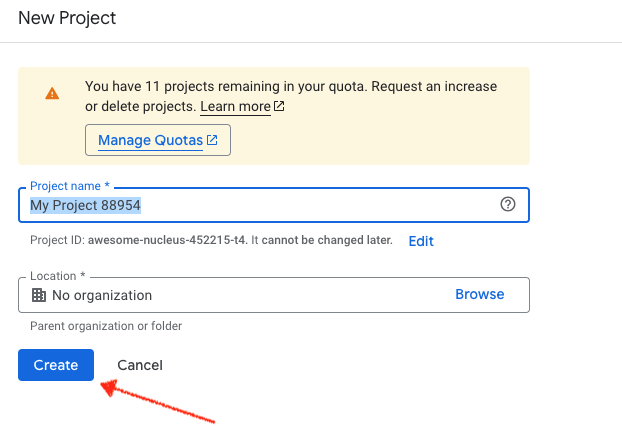 New Project
You have 11 projects remaining in your quota. Request an increase
or delete projects. Learn more
Manage Quotas
Project name *
My Project 88954
Project ID: awesome-nucleus-452215-t4. It cannot be changed later. Edit
Location *
No organization Browse
Parent organization or folder
Create Cancel